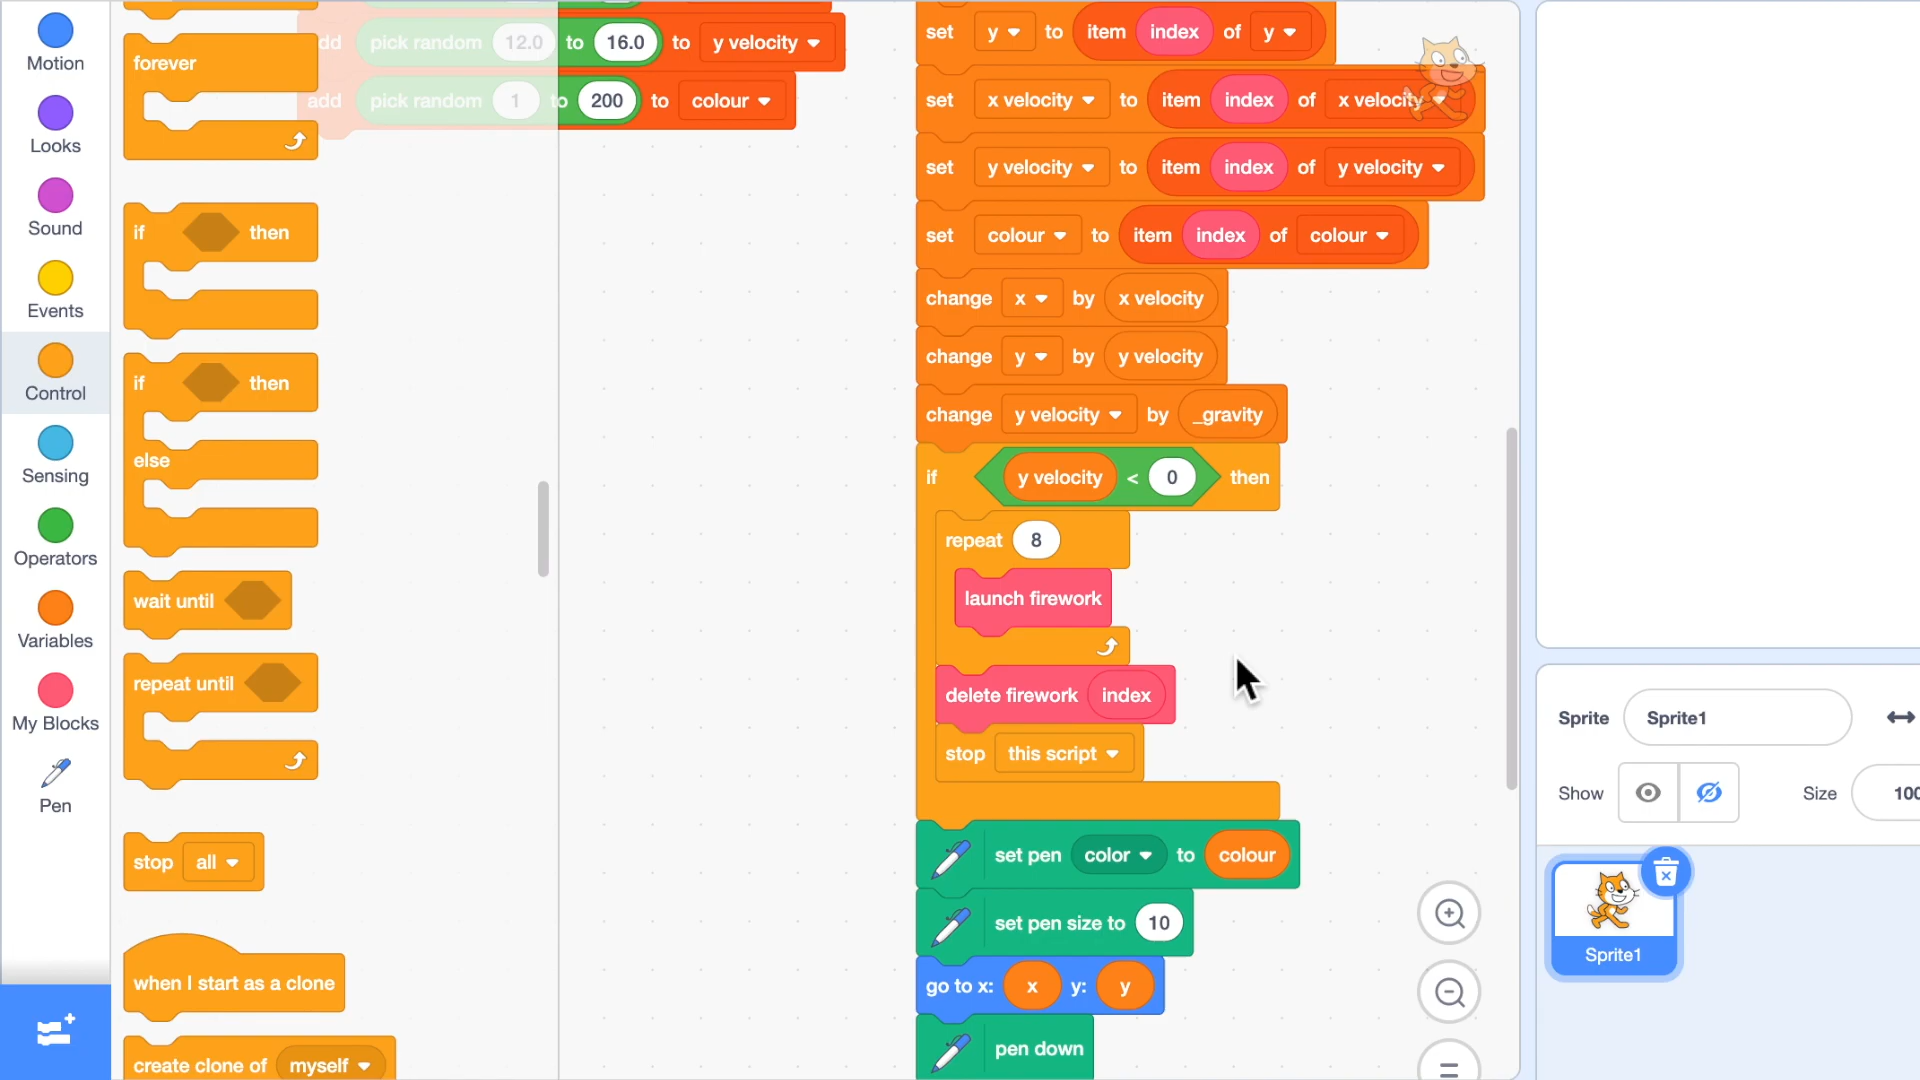 Motion
Looks
Sound
Events
Control
Sensing
Operators
Variables
My Blocks
Pen
forever
if then
if then
else
wait until
repeat until
stop all
when I start as a clone
create clone of myself
add pick random 12.0 to 16.0 to y velocity
add pick random 1 to 200 to colour
set y to item index of y
set x velocity to item index of x velocity
set y velocity to item index of y velocity
set colour to item index of colour
change x by x velocity
change y by y velocity
change y velocity by _gravity
if y velocity < 0 then
repeat 8
launch firework
delete firework index
stop this script
set pen color to colour
set pen size to 10
go to x: x y: y
pen down
Sprite Sprite1
Show Size 100
Sprite1